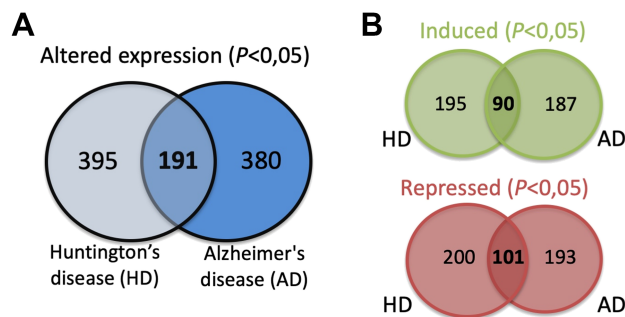 A
Altered expression (P<0,05)
395 191 380
Huntington's
disease (HD)
Alzheimer's
disease (AD)
B
Induced (P<0,05)
195 90 187
HD AD
Repressed (P<0,05)
200 101 193
HD AD